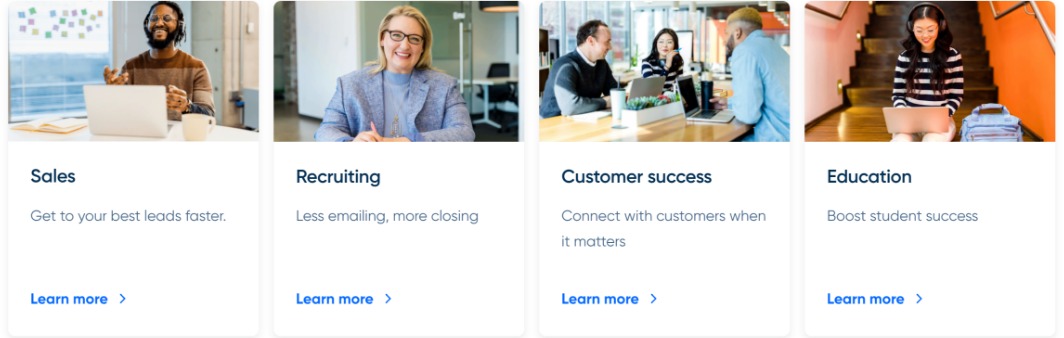 Sales
Get to your best leads faster.
Learn more
Recruiting
Less emailing, more closing
Learn more
Customer success
Connect with customers when
it matters
Learn more
Education
Boost student success
Learn more